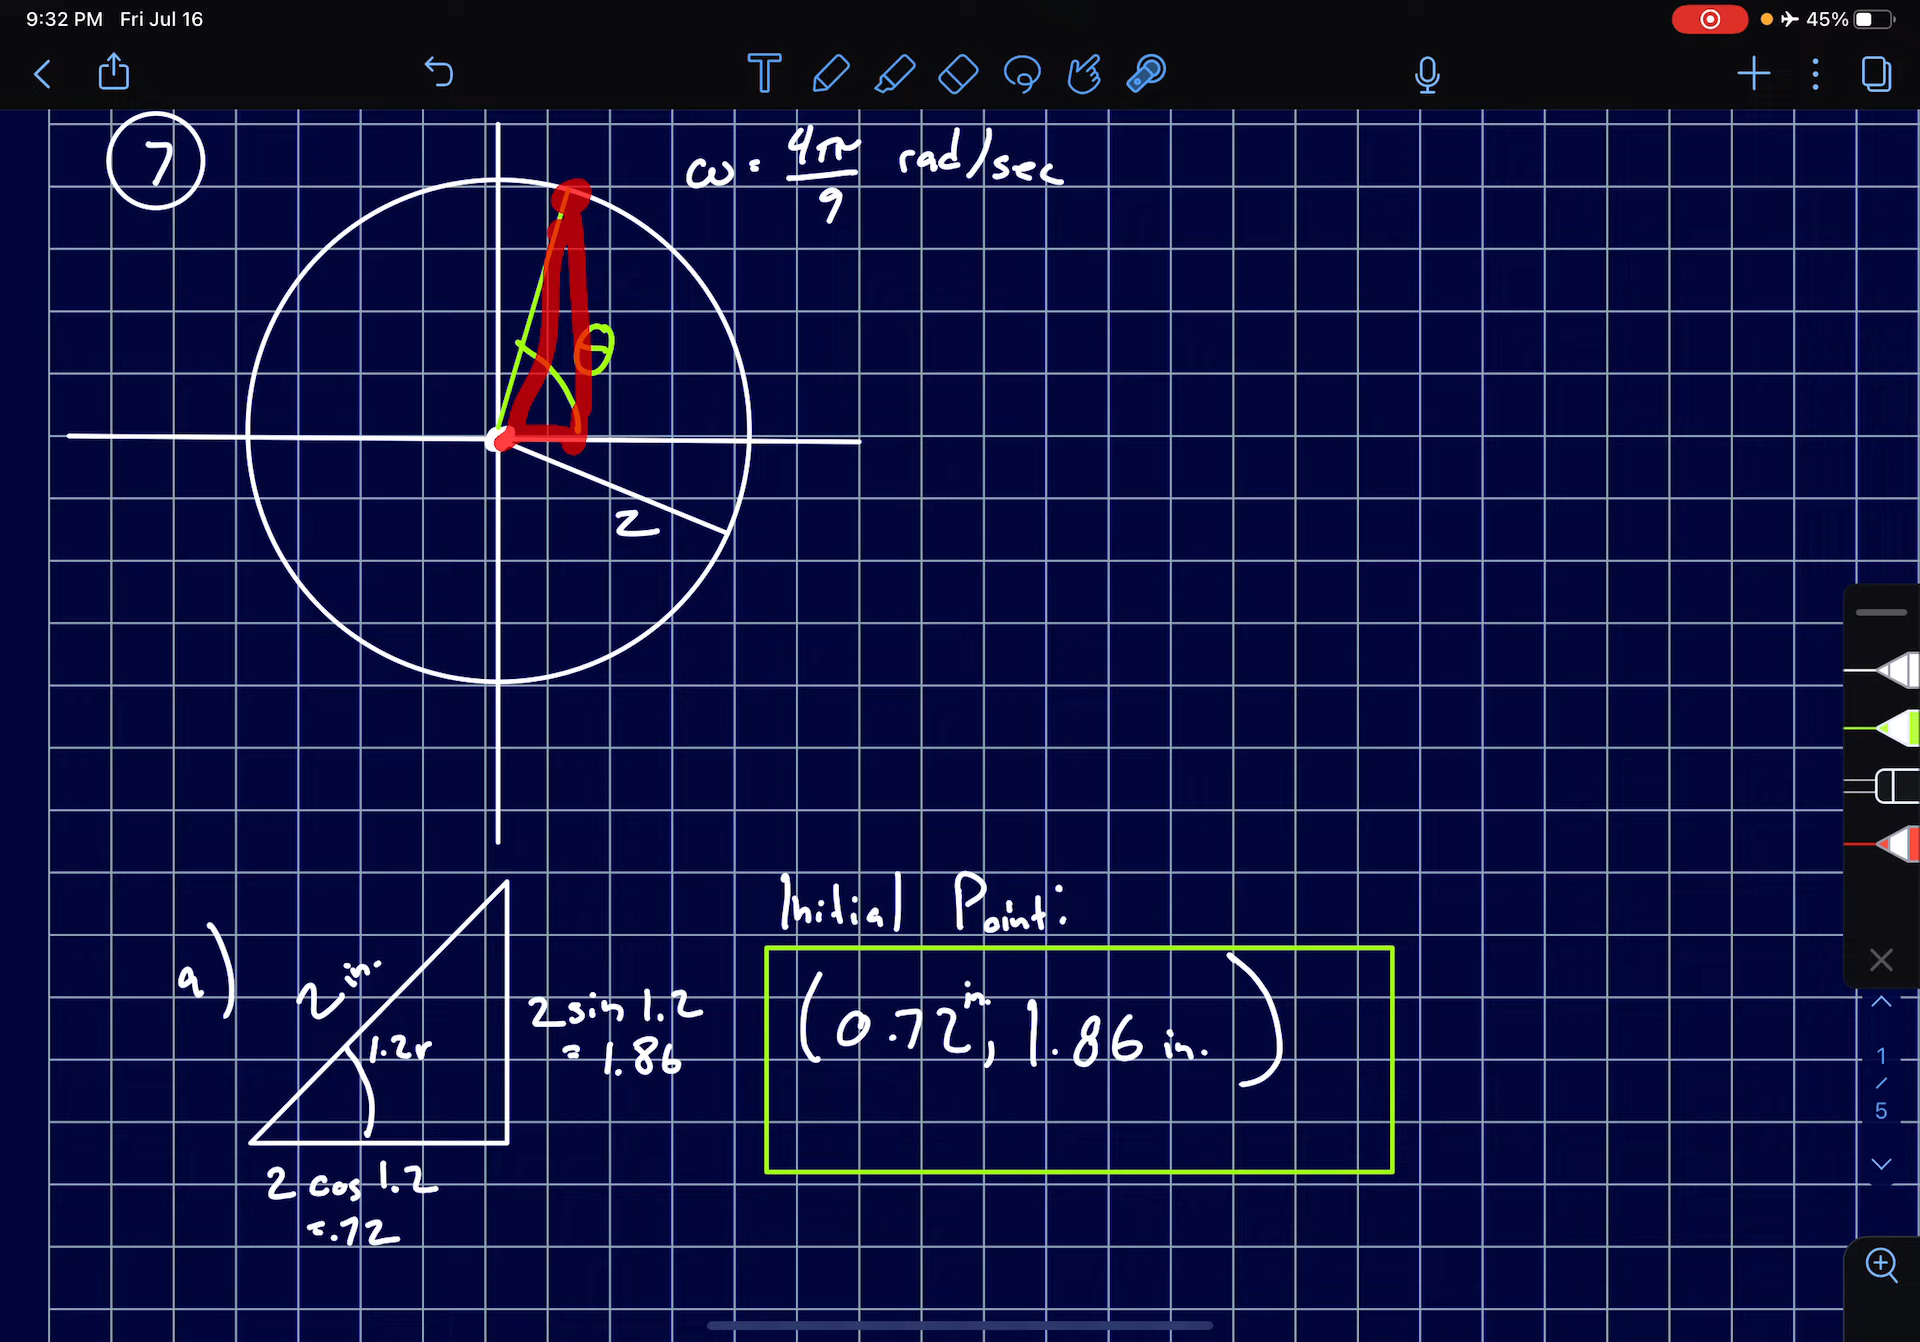 9:32 PM Fri Jul 16
45%
T
7
ω = 4π/9 rad/sec
θ
2
Initial Point:
a)
2 in.
1.2r
2 sin 1.2
= 1.86
(0.72 in., 1.86 in.)
2 cos 1.2
= .72
1
/
5